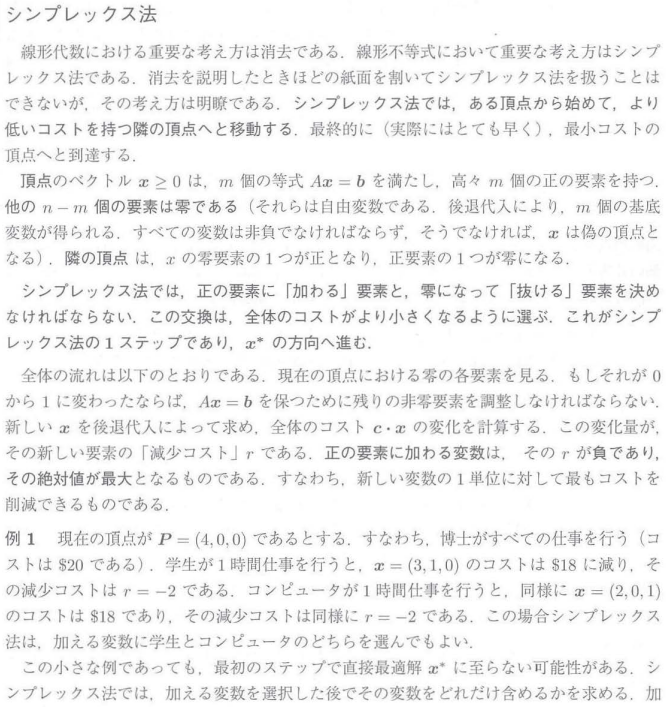 シンプレックス法
線形代数における重要な考え方は消去である．線形不等式において重要な考え方はシンプ
レックス法である．消去を説明したときほどの紙面を割いてシンプレックス法を扱うことは
できないが，その考え方は明瞭である．シンプレックス法では，ある頂点から始めて，より
低いコストを持つ隣の頂点へと移動する．最終的に（実際にはとても早く），最小コストの
頂点へと到達する．
頂点のベクトル x ≥ 0 は，m 個の等式 Ax = b を満たし，高々 m 個の正の要素を持つ．
他の n − m 個の要素は零である（それらは自由変数である．後退代入により，m 個の基底
変数が得られる．すべての変数は非負でなければならず，そうでなければ，x は偽の頂点と
なる）．隣の頂点 は，x の零要素の 1 つが正となり，正要素の 1 つが零になる．
シンプレックス法では，正の要素に「加わる」要素と，零になって「抜ける」要素を決め
なければならない．この交換は，全体のコストがより小さくなるように選ぶ．これがシンプ
レックス法の 1 ステップであり，x* の方向へ進む．
全体の流れは以下のとおりである．現在の頂点における零の各要素を見る．もしそれが 0
から 1 に変わったならば，Ax = b を保つために残りの非零要素を調整しなければならない．
新しい x を後退代入によって求め，全体のコスト c・x の変化を計算する．この変化量が，
その新しい要素の「減少コスト」r である．正の要素に加わる変数は， その r が負であり，
その絶対値が最大となるものである．すなわち，新しい変数の 1 単位に対して最もコストを
削減できるものである．
例 1 現在の頂点が P = (4, 0, 0) であるとする．すなわち，博士がすべての仕事を行う（コ
ストは $20 である）．学生が 1 時間仕事を行うと，x = (3, 1, 0) のコストは $18 に減り，そ
の減少コストは r = −2 である．コンピュータが 1 時間仕事を行うと，同様に x = (2, 0, 1)
のコストは $18 であり，その減少コストは同様に r = −2 である．この場合シンプレックス
法は，加える変数に学生とコンピュータのどちらを選んでもよい．
この小さな例であっても，最初のステップで直接最適解 x* に至らない可能性がある．シ
ンプレックス法では，加える変数を選択した後でその変数をどれだけ含めるかを求める．加